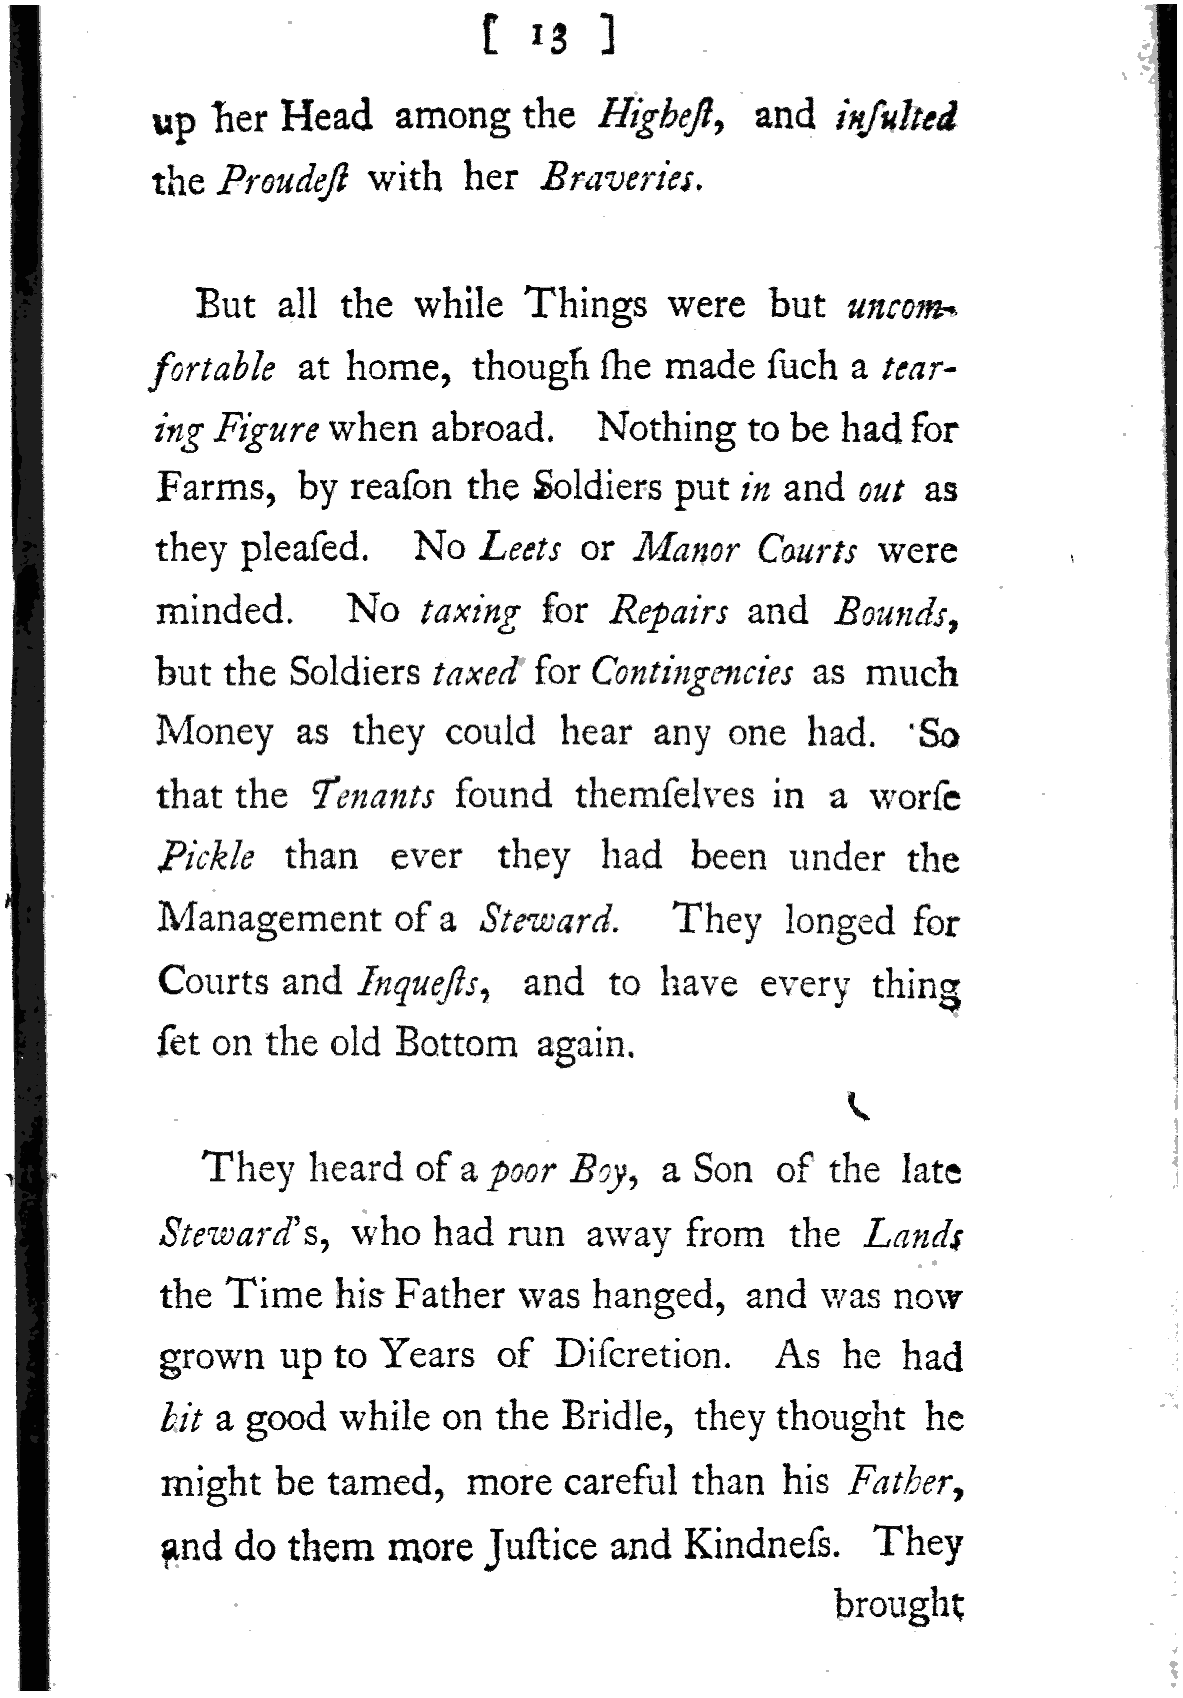 [ 13 ]
up her Head among the Higheſt, and inſulted
the Proudeſt with her Braveries.
But all the while Things were but uncom-
fortable at home, though ſhe made ſuch a tear-
ing Figure when abroad. Nothing to be had for
Farms, by reaſon the Soldiers put in and out as
they pleaſed. No Leets or Manor Courts were
minded. No taxing for Repairs and Bounds,
but the Soldiers taxed for Contingencies as much
Money as they could hear any one had. So
that the Tenants found themſelves in a worſe
Pickle than ever they had been under the
Management of a Steward. They longed for
Courts and Inqueſts, and to have every thing
ſet on the old Bottom again.
They heard of a poor Boy, a Son of the late
Steward's, who had run away from the Lands
the Time his Father was hanged, and was now
grown up to Years of Diſcretion. As he had
bit a good while on the Bridle, they thought he
might be tamed, more careful than his Father,
and do them more Juſtice and Kindneſs. They
brought